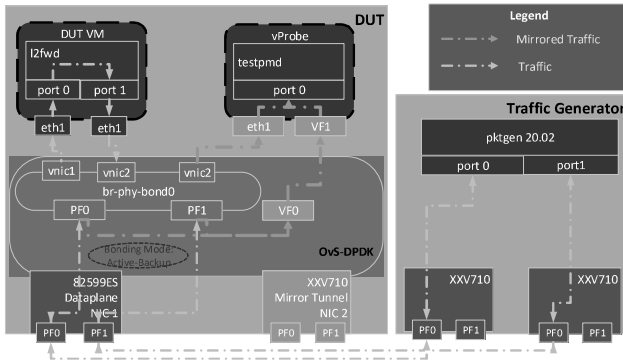 DUT
DUT VM
l2fwd
port 0
port 1
eth1
eth1
vProbe
testpmd
port 0
eth1
VF1
Legend
Mirrored Traffic
Traffic
Traffic Generator
pktgen 20.02
port 0
port1
vnic1
vnic2
vnic2
br-phy-bond0
PF0
PF1
VF0
OvS-DPDK
Bonding Mode:
Active-Backup
82599ES
Dataplane
NIC 1
PF0
PF1
XXV710
Mirror Tunnel
NIC 2
PF0
PF1
XXV710
PF0
PF1
XXV710
PF0
PF1